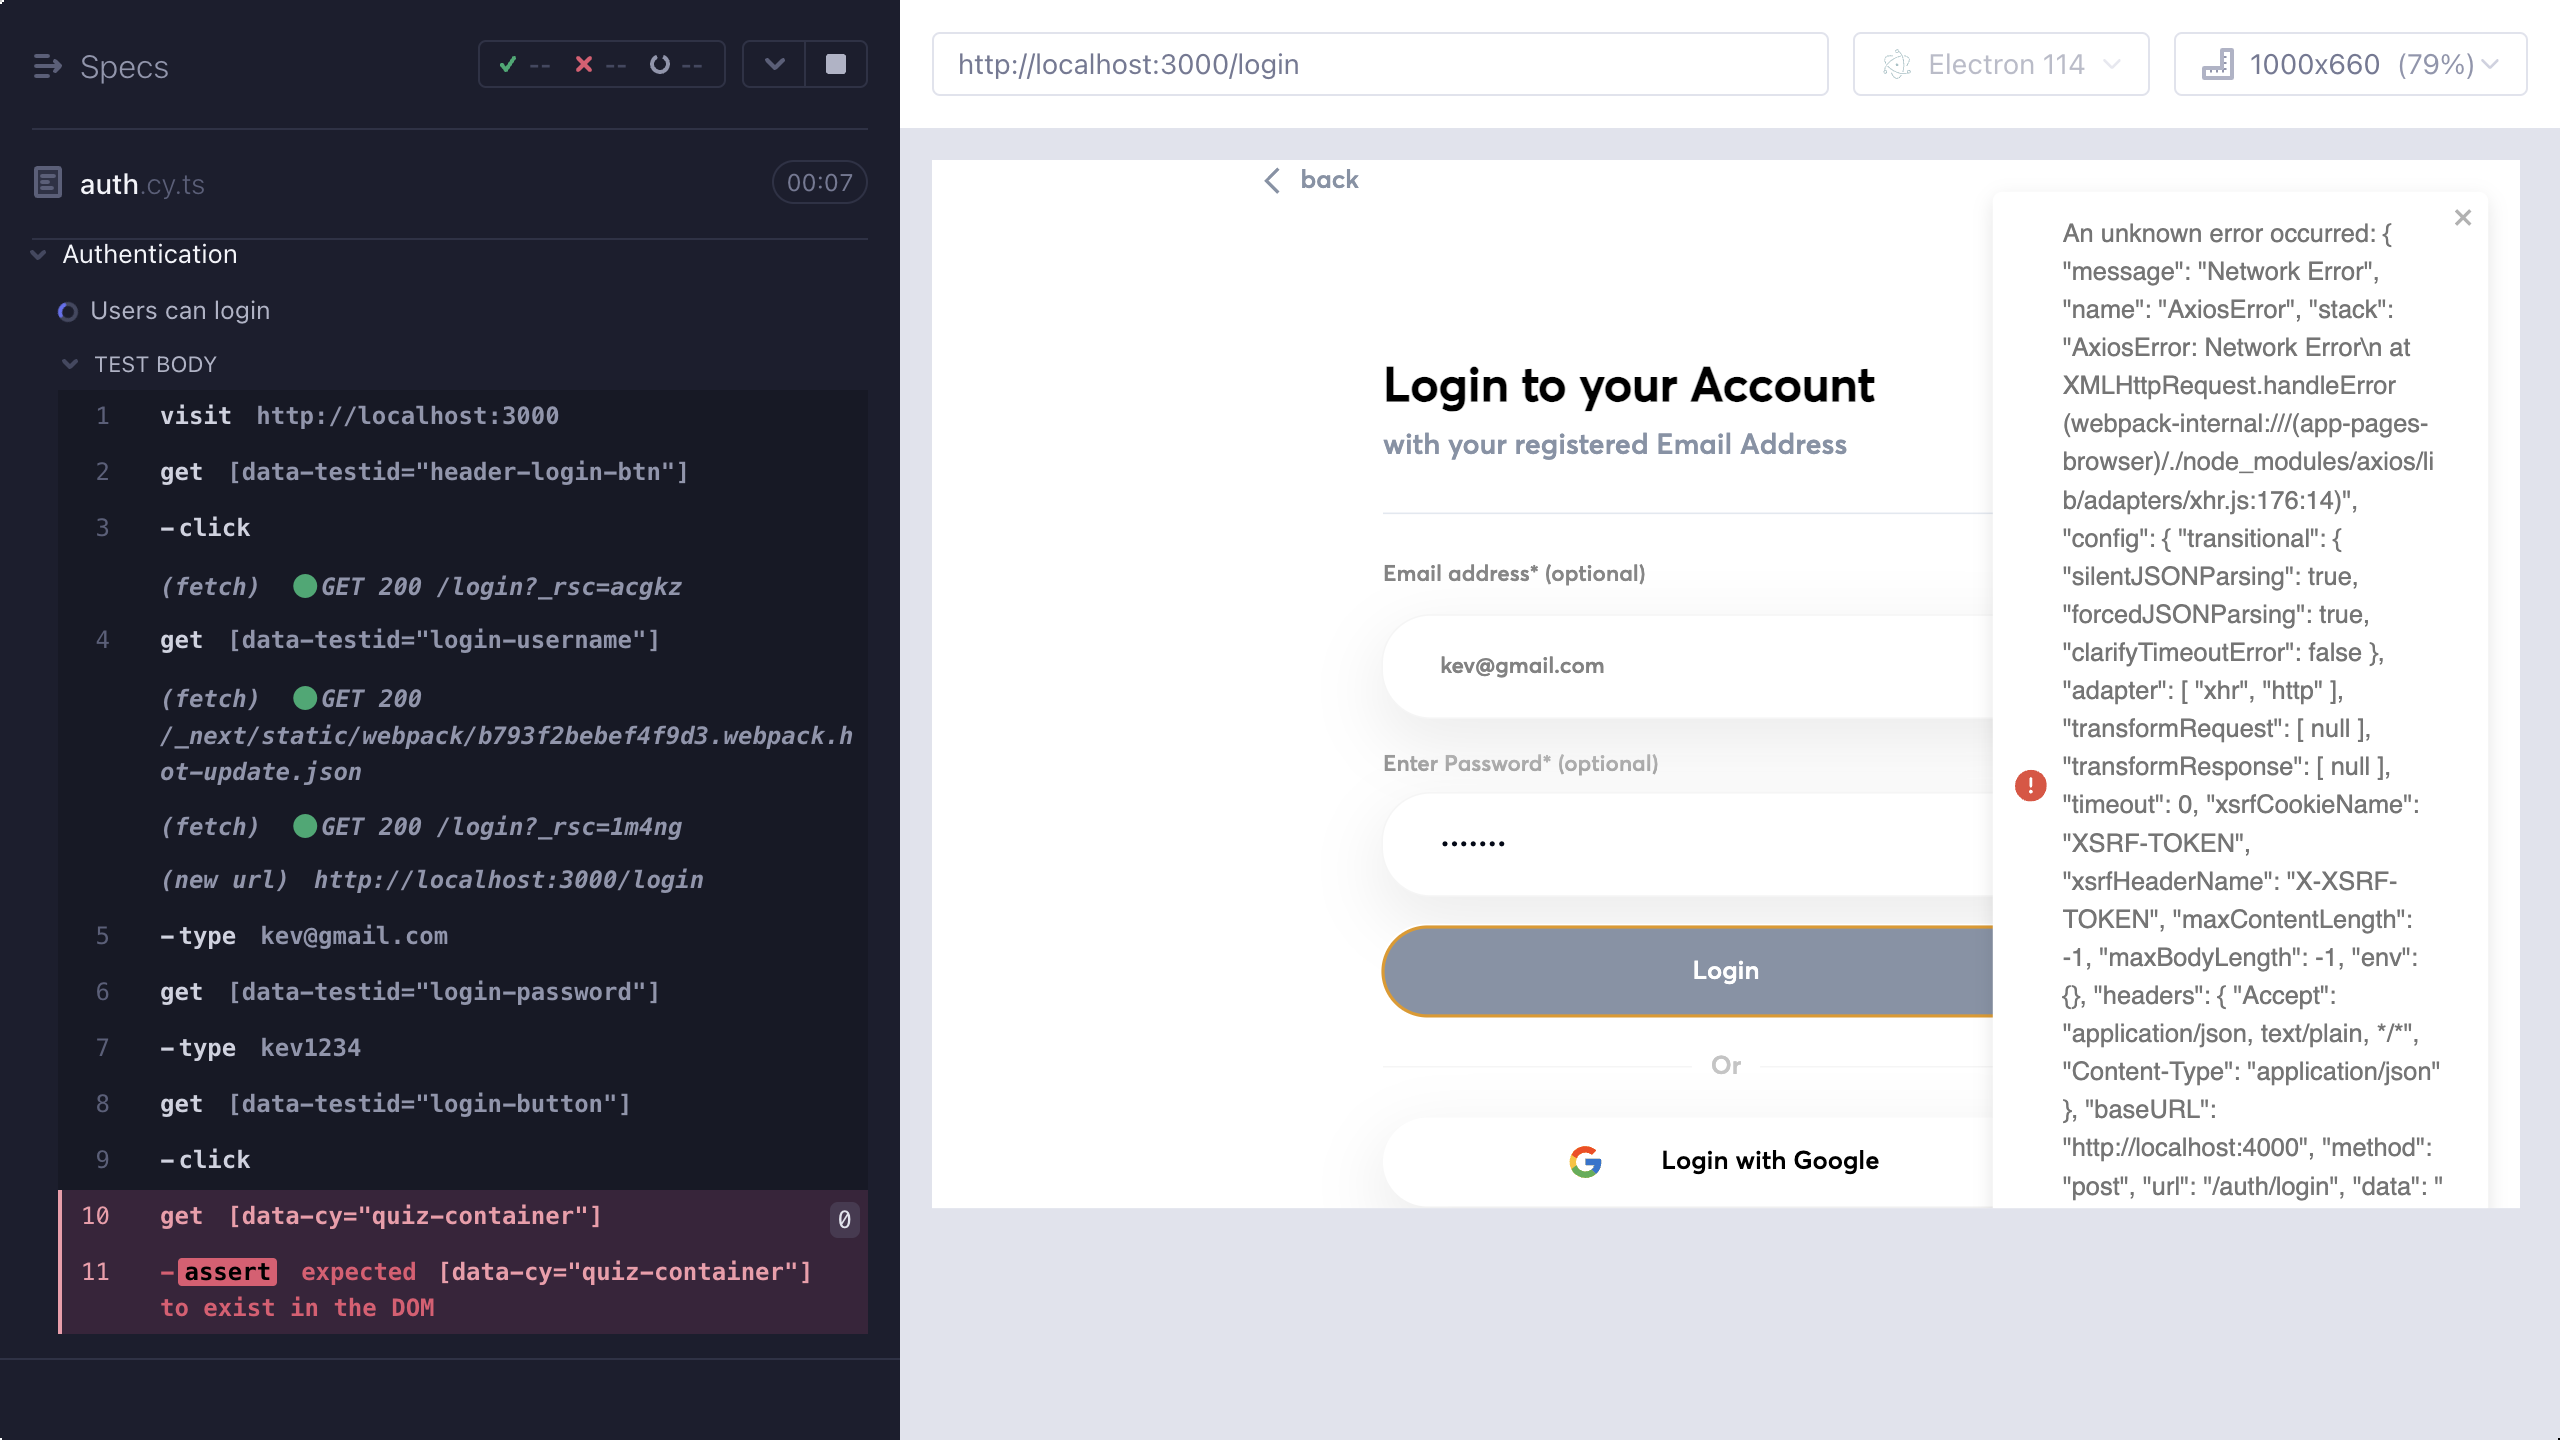 Specs
-- -- --
auth.cy.ts
00:07
Authentication
Users can login
TEST BODY
1 visit http://localhost:3000
2 get [data-testid="header-login-btn"]
3 -click
(fetch) GET 200 /login?_rsc=acgkz
4 get [data-testid="login-username"]
(fetch) GET 200
/_next/static/webpack/b793f2bebef4f9d3.webpack.h
ot-update.json
(fetch) GET 200 /login?_rsc=1m4ng
(new url) http://localhost:3000/login
5 -type kev@gmail.com
6 get [data-testid="login-password"]
7 -type kev1234
8 get [data-testid="login-button"]
9 -click
10 get [data-cy="quiz-container"] 0
11 -assert expected [data-cy="quiz-container"]
to exist in the DOM
http://localhost:3000/login
Electron 114
1000x660 (79%)
back
Login to your Account
with your registered Email Address
Email address* (optional)
kev@gmail.com
Enter Password* (optional)
•••••••
Login
Or
Login with Google
An unknown error occurred: {
"message": "Network Error",
"name": "AxiosError", "stack":
"AxiosError: Network Error\n at
XMLHttpRequest.handleError
(webpack-internal:///(app-pages-
browser)/./node_modules/axios/li
b/adapters/xhr.js:176:14)",
"config": { "transitional": {
"silentJSONParsing": true,
"forcedJSONParsing": true,
"clarifyTimeoutError": false },
"adapter": [ "xhr", "http" ],
"transformRequest": [ null ],
"transformResponse": [ null ],
"timeout": 0, "xsrfCookieName":
"XSRF-TOKEN",
"xsrfHeaderName": "X-XSRF-
TOKEN", "maxContentLength":
-1, "maxBodyLength": -1, "env":
{}, "headers": { "Accept":
"application/json, text/plain, */*",
"Content-Type": "application/json"
}, "baseURL":
"http://localhost:4000", "method":
"post", "url": "/auth/login", "data": "